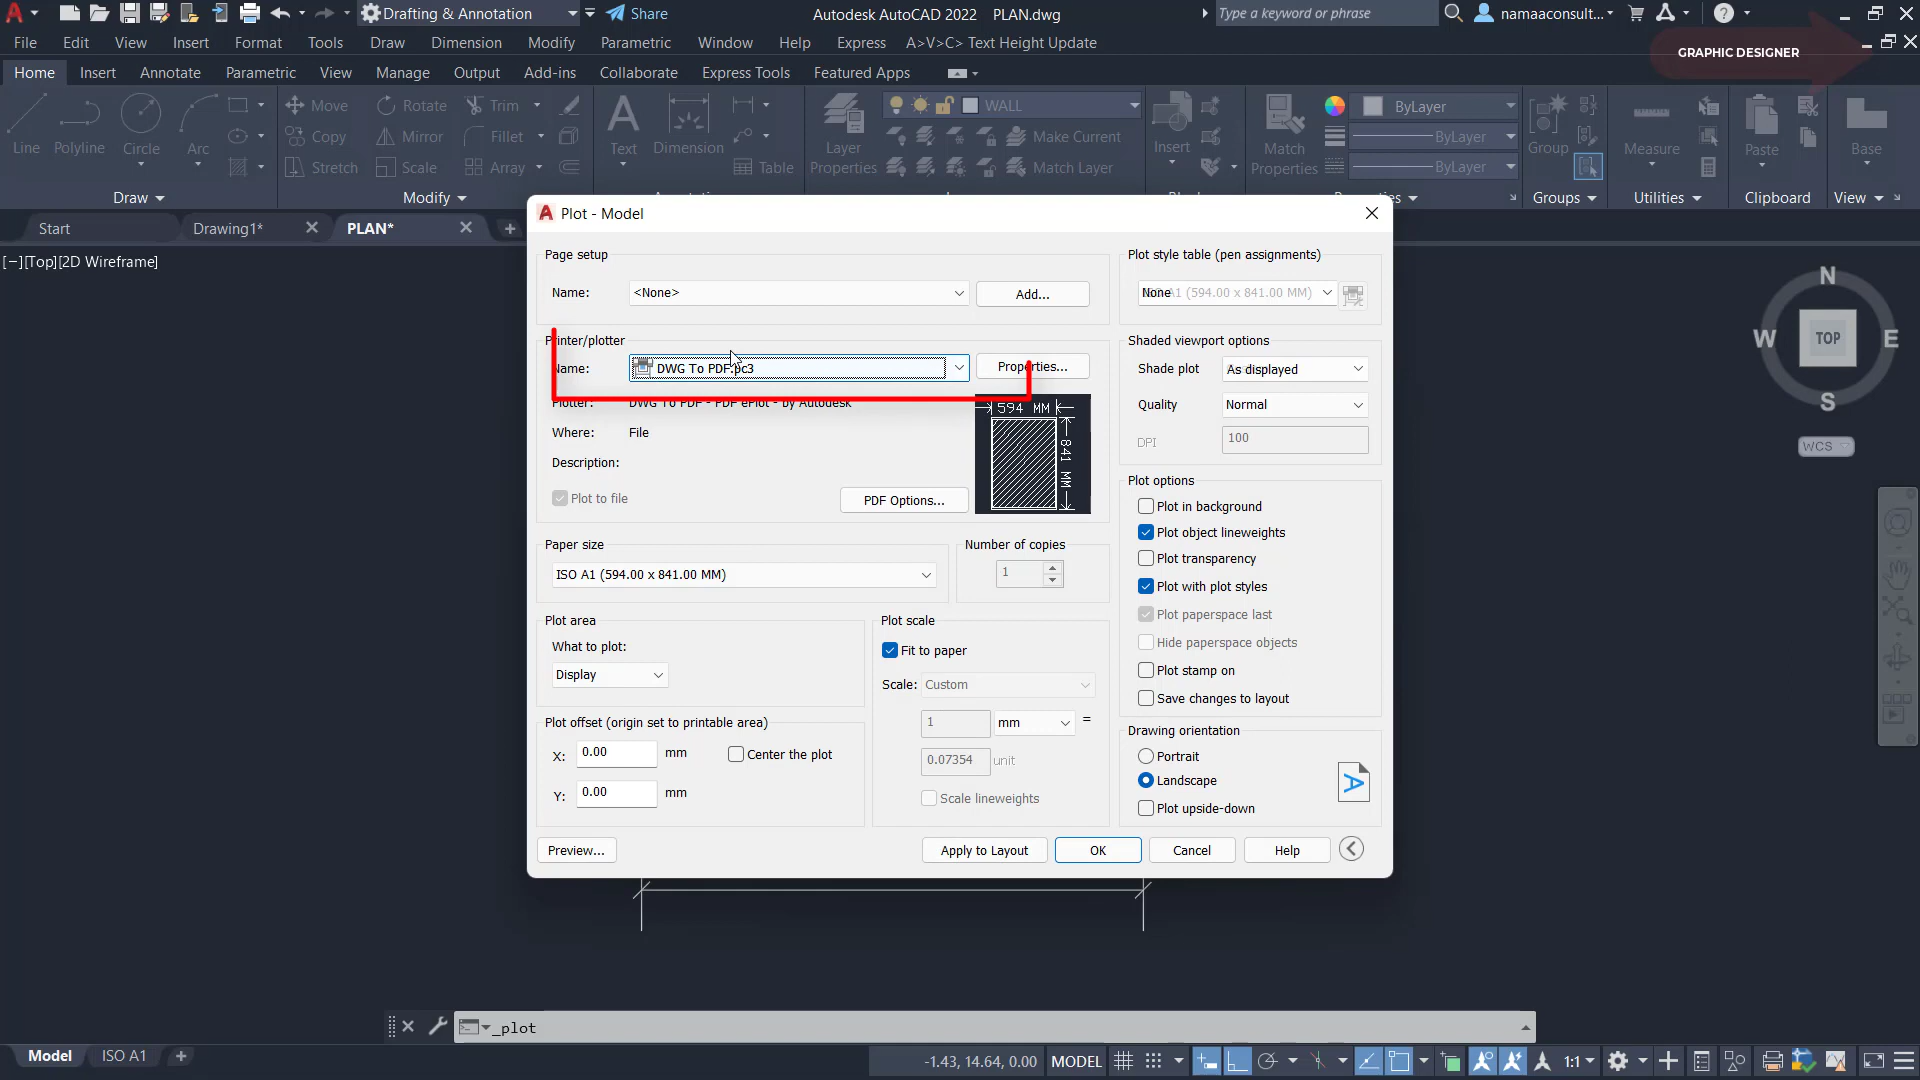 Drafting & Annotation
Share
Autodesk AutoCAD 2022 PLAN.dwg
Type a keyword or phrase
namaaconsult...
File Edit View Insert Format Tools Draw Dimension Modify Parametric Window Help Express A>V>C> Text Height Update
GRAPHIC DESIGNER
Home Insert Annotate Parametric View Manage Output Add-ins Collaborate Express Tools Featured Apps
Line Polyline Circle Arc
Move Rotate Trim
Copy Mirror Fillet
Stretch Scale Array
Text Dimension Table
Layer Properties
WALL
Make Current
Match Layer
Insert
Match Properties
ByLayer
ByLayer
ByLayer
Group Measure Paste Base
Draw Modify Groups Utilities Clipboard View
Start Drawing1* PLAN*
[−][Top][2D Wireframe]
N
W TOP E
S
WCS
Plot - Model
Page setup
Name: <None> Add...
Printer/plotter
Name: DWG To PDF.pc3 Properties...
Plotter: DWG To PDF - PDF ePlot - by Autodesk
Where: File
Description:
Plot to file
PDF Options...
594 MM
841 MM
Paper size
ISO A1 (594.00 x 841.00 MM)
Number of copies
1
Plot area
What to plot:
Display
Plot offset (origin set to printable area)
X: 0.00 mm Center the plot
Y: 0.00 mm
Plot scale
Fit to paper
Scale: Custom
1 mm =
0.07354 unit
Scale lineweights
Plot style table (pen assignments)
None
ISO A1 (594.00 x 841.00 MM)
Shaded viewport options
Shade plot As displayed
Quality Normal
DPI 100
Plot options
Plot in background
Plot object lineweights
Plot transparency
Plot with plot styles
Plot paperspace last
Hide paperspace objects
Plot stamp on
Save changes to layout
Drawing orientation
Portrait
Landscape
Plot upside-down
A
Preview... Apply to Layout OK Cancel Help
_plot
Model ISO A1
-1.43, 14.64, 0.00 MODEL 1:1